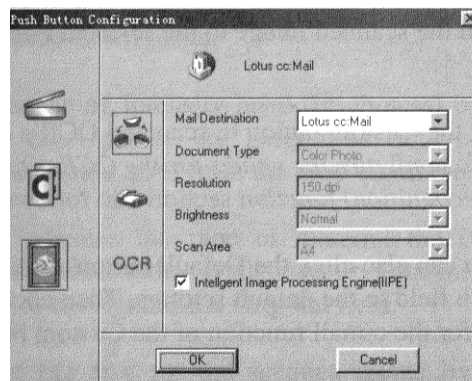 Push Button Configuration
Lotus cc:Mail
Mail Destination Lotus cc:Mail
Document Type Color Photo
Resolution 150 dpi
Brightness Normal
Scan Area A4
OCR
Intellgent Image Processing Engine(IIPE)
OK Cancel